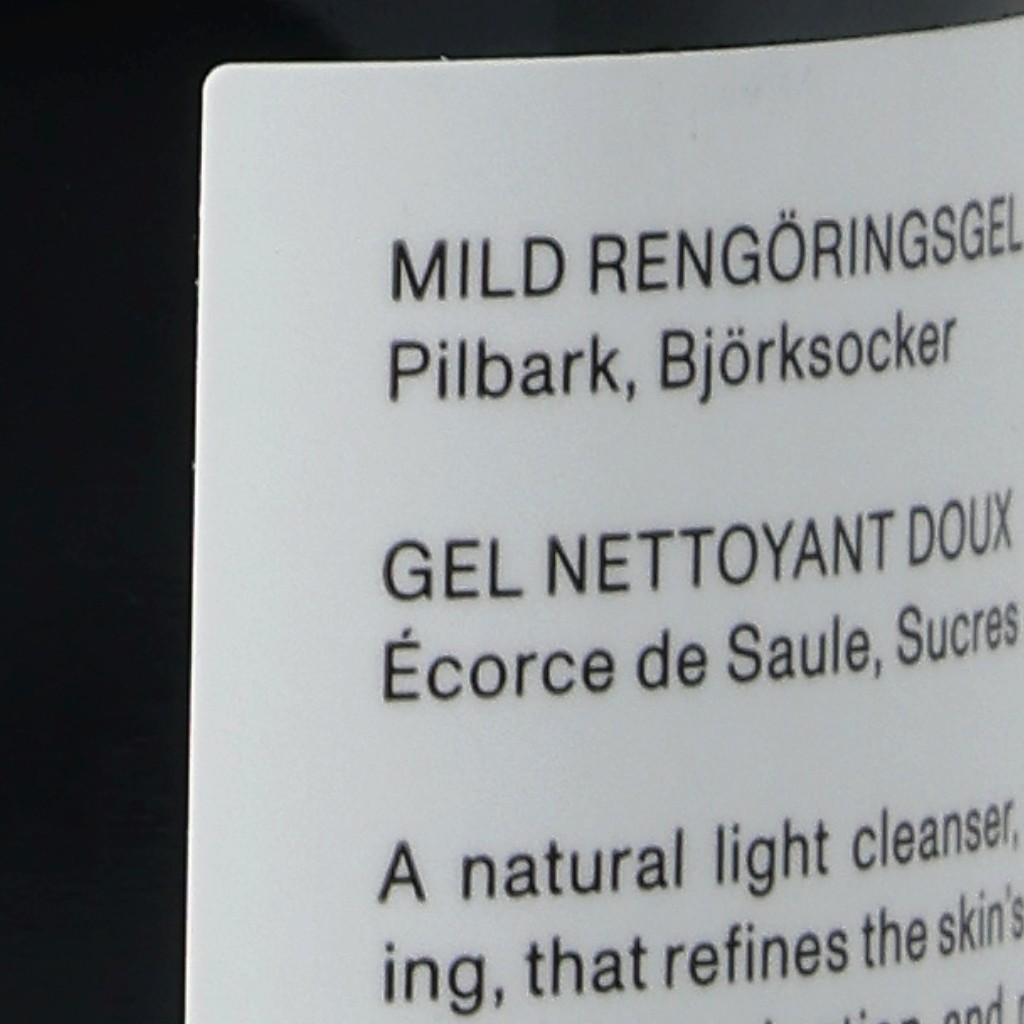 MILD RENGÖRINGSGEL
Pilbark, Björksocker
GEL NETTOYANT DOUX
Écorce de Saule, Sucres
A natural light cleanser,
ing, that refines the skin's
and